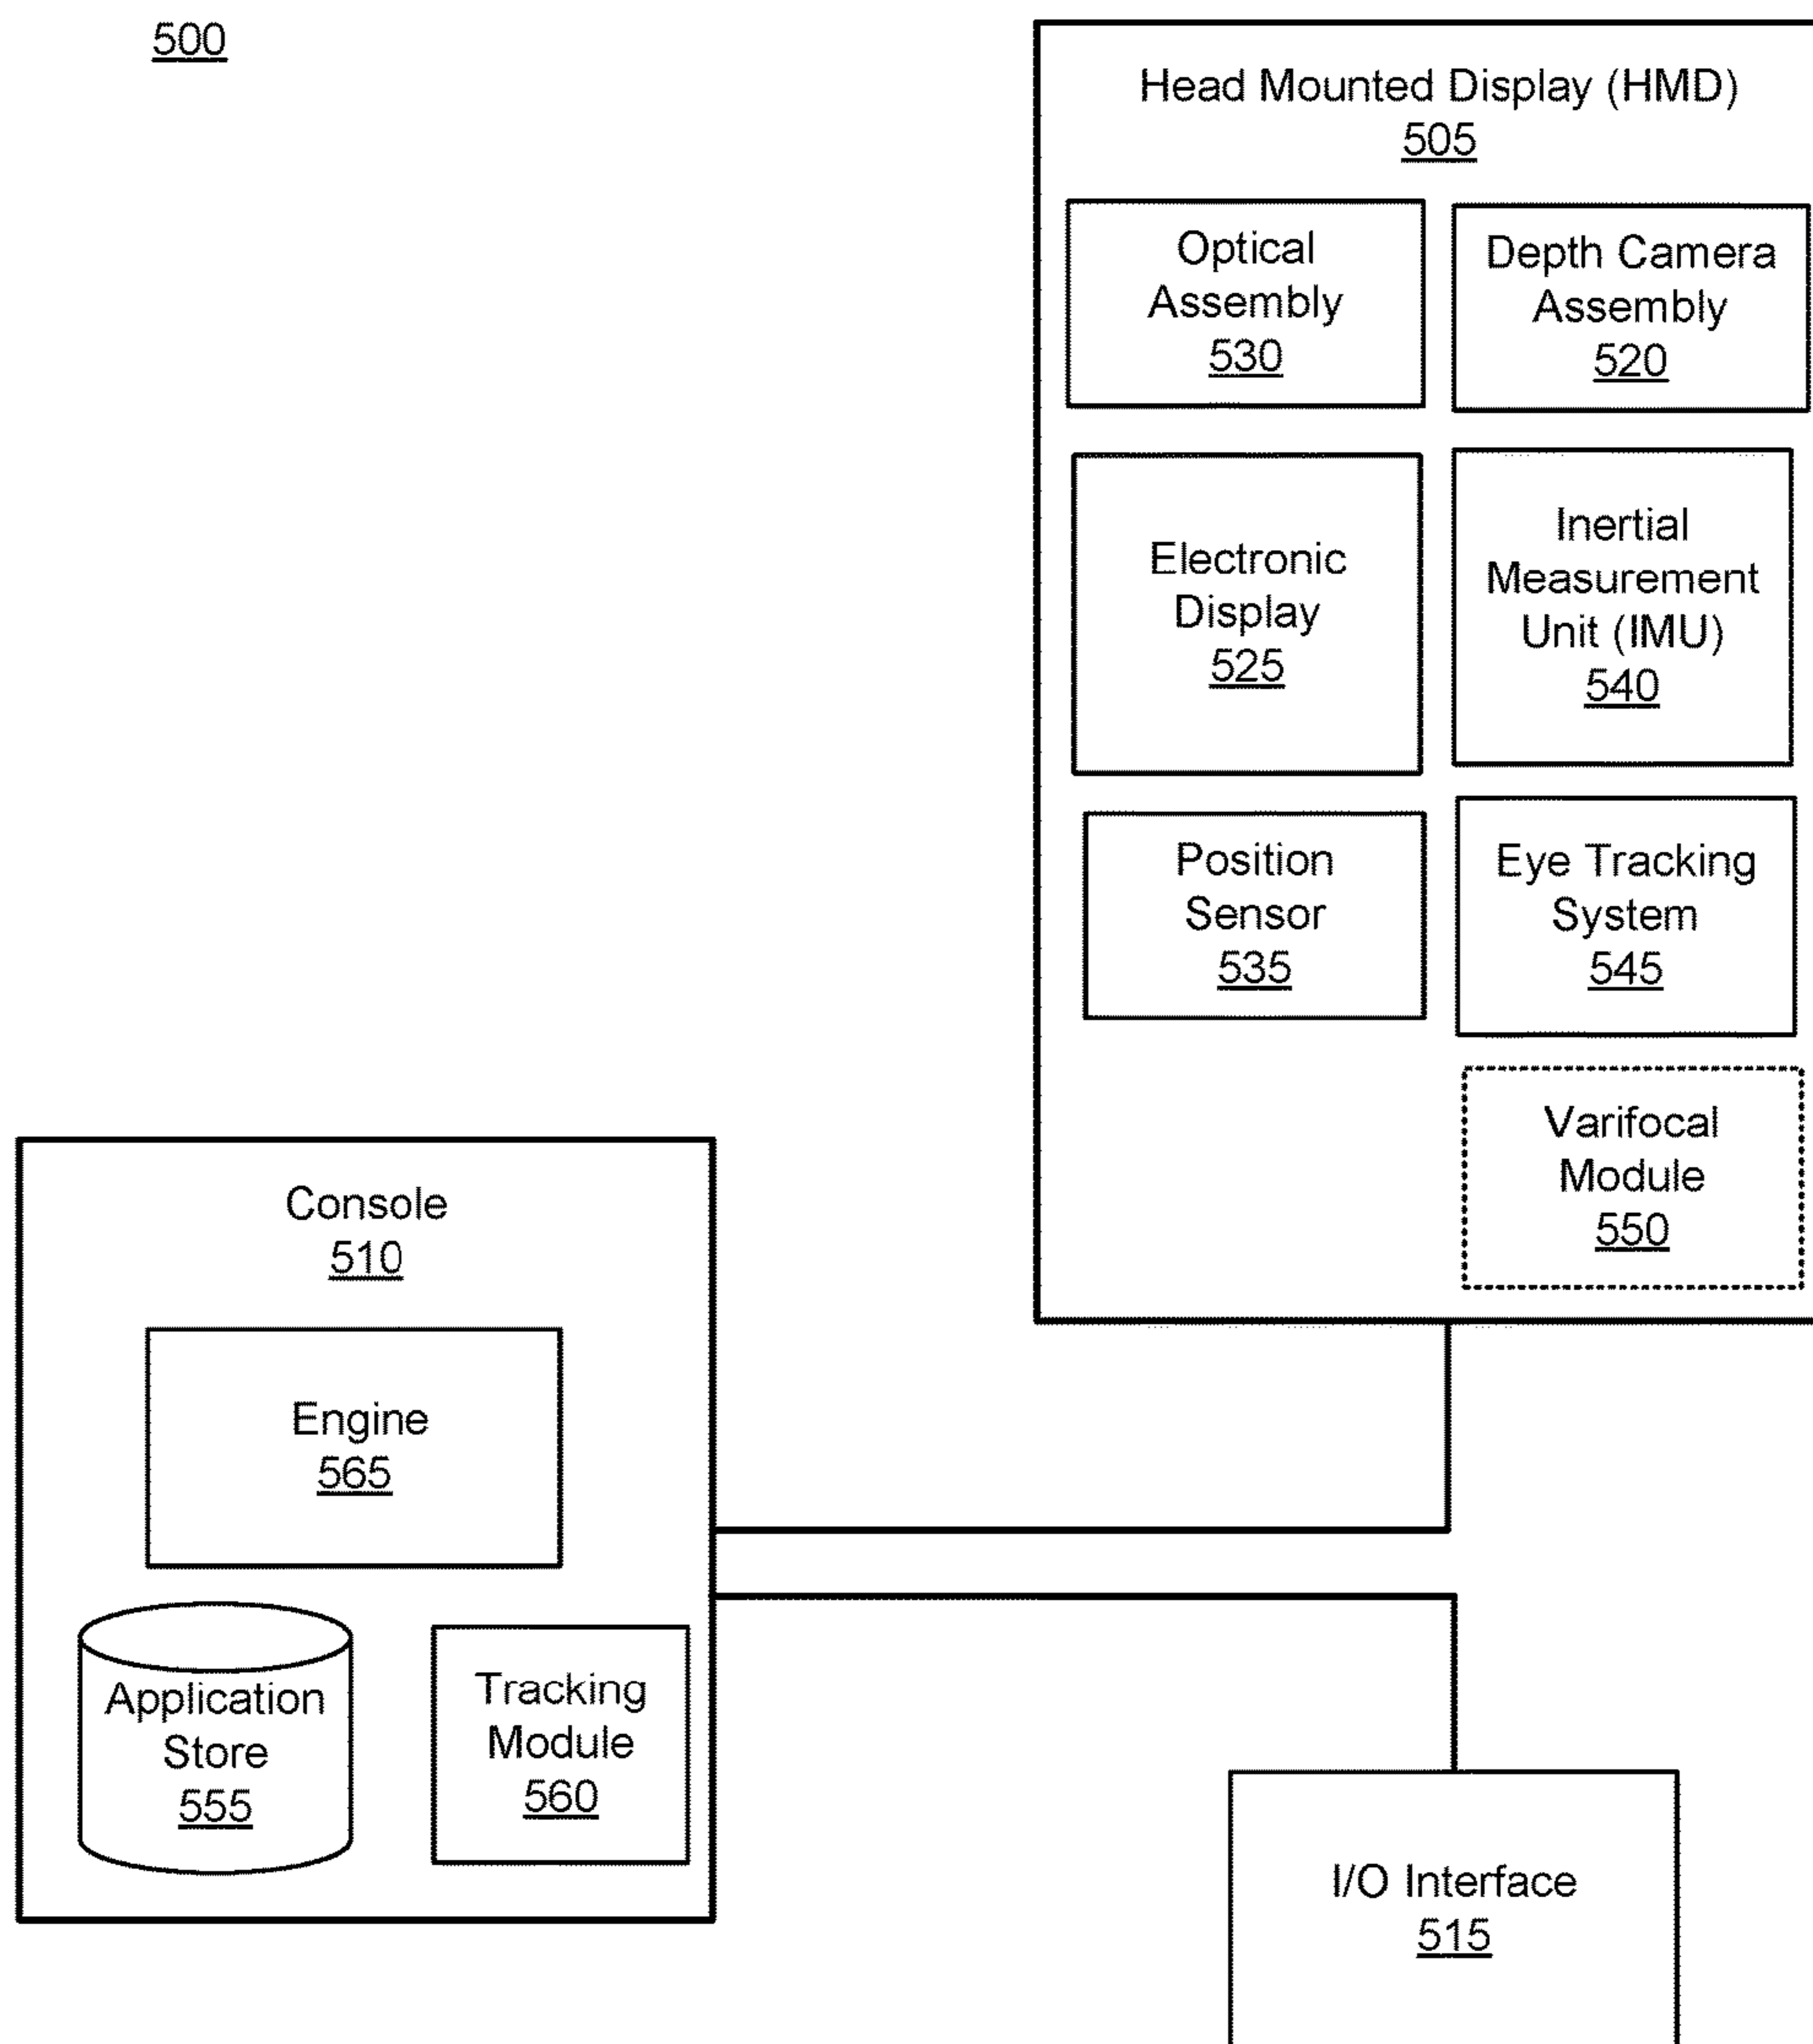 500
Head Mounted Display (HMD)
505
Optical
Assembly
530
Depth Camera
Assembly
520
Electronic
Display
525
Inertial
Measurement
Unit (IMU)
540
Position
Sensor
535
Eye Tracking
System
545
Varifocal
Module
550
Console
510
Engine
565
Application
Store
555
Tracking
Module
560
I/O Interface
515